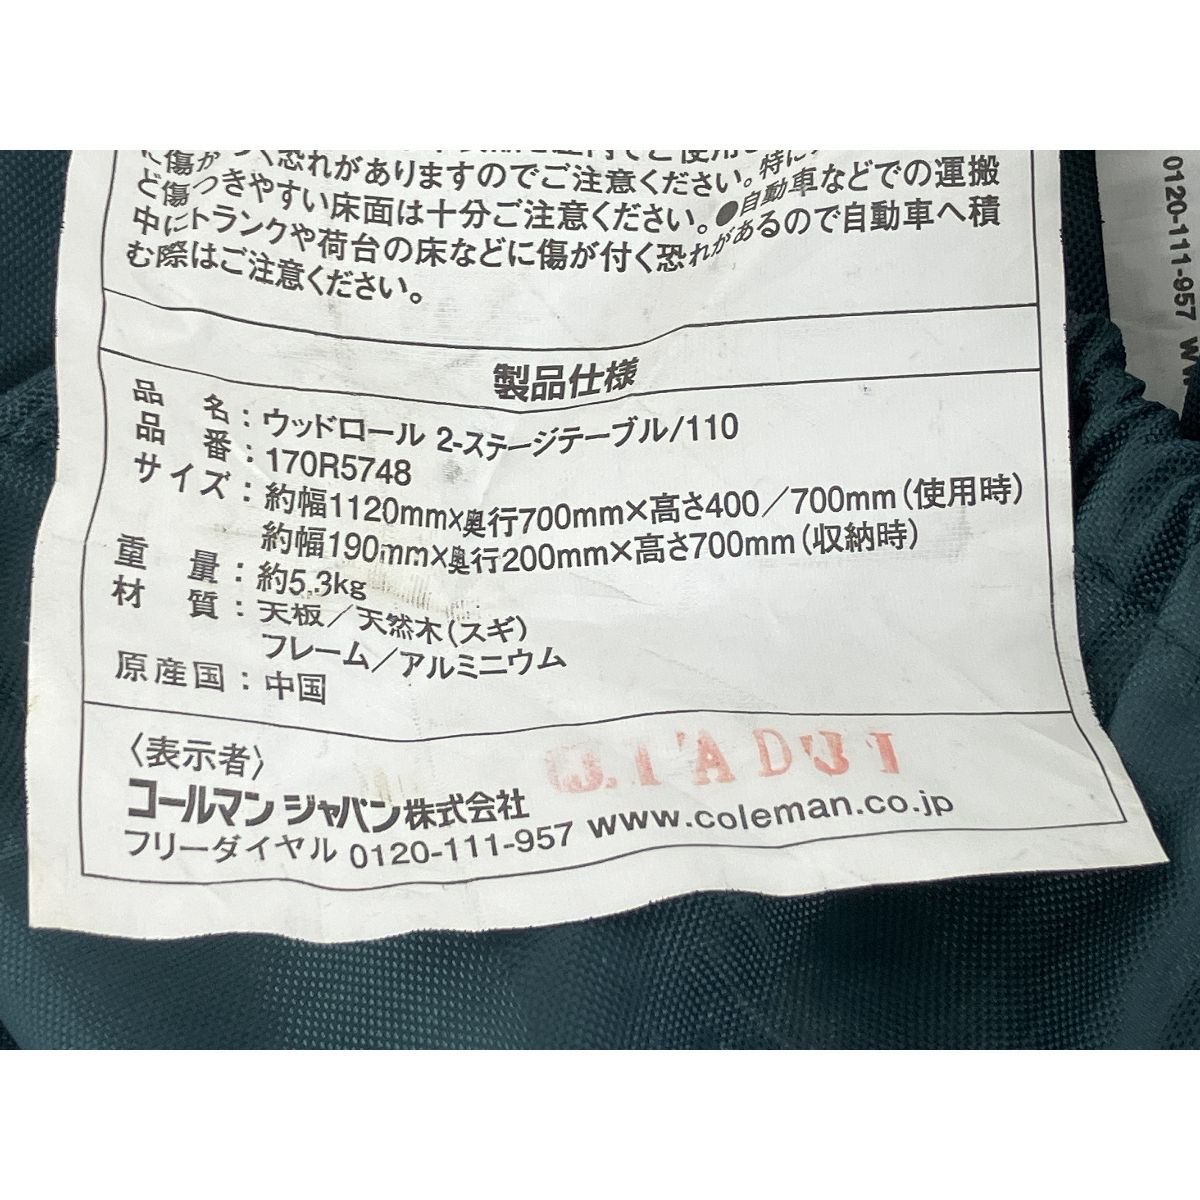 つく恐れがありますのでご注意ください。特に
ど傷つきやすい床面は十分ご注意ください。●自動車などでの運搬
中にトランクや荷台の床などに傷が付く恐れがあるので自動車へ積
む際はご注意ください。
製品仕様
品名：ウッドロール 2-ステージテーブル/110
品番：170R5748
サイズ：約幅1120mm×奥行700mm×高さ400／700mm（使用時）
約幅190mm×奥行200mm×高さ700mm（収納時）
重量：約5.3kg
材質：天板／天然木（スギ）
フレーム／アルミニウム
原産国：中国
〈表示者〉
コールマン ジャパン株式会社
フリーダイヤル 0120-111-957 www.coleman.co.jp
0120-111-957